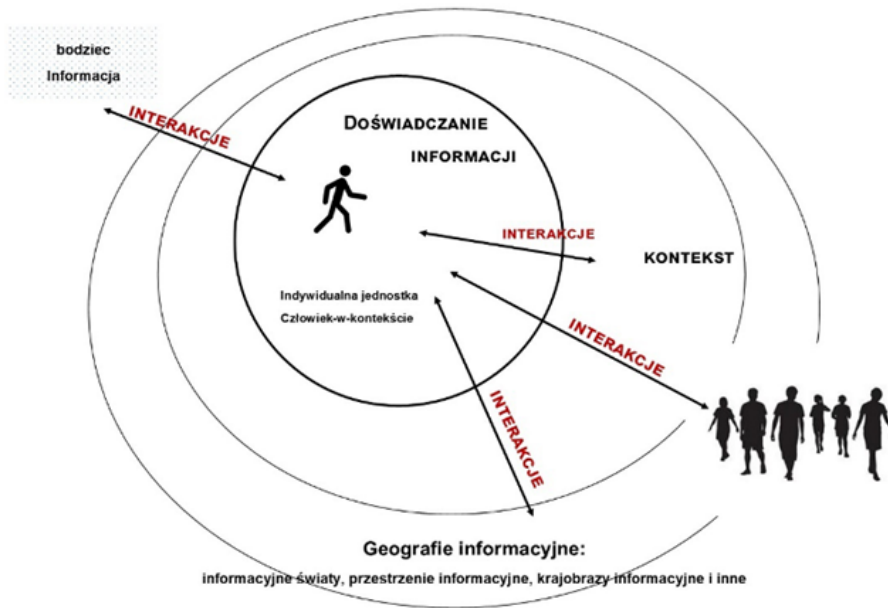 bodziec
Informacja
INTERAKCJE
DOŚWIADCZANIE
INFORMACJI
INTERAKCJE
KONTEKST
Indywidualna jednostka
Człowiek-w-kontekście
INTERAKCJE
INTERAKCJE
Geografie informacyjne:
informacyjne światy, przestrzenie informacyjne, krajobrazy informacyjne i inne